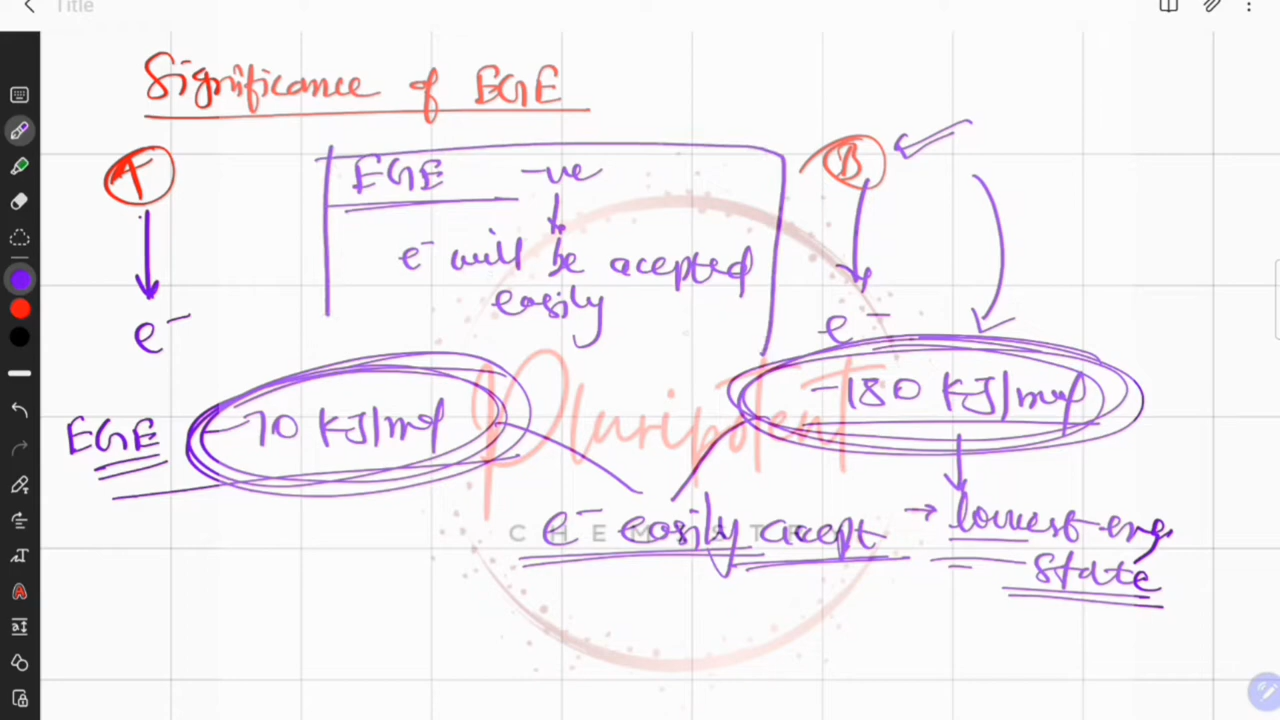 Title
Significance of EGE
A
EGE -ve
B
e⁻ will be acepted
easily
e⁻
e⁻
EGE -70 KJ/mol
-180 KJ/mol
Pluripotent
CHEMISTRY
e⁻ easily acept → lowest energ
state